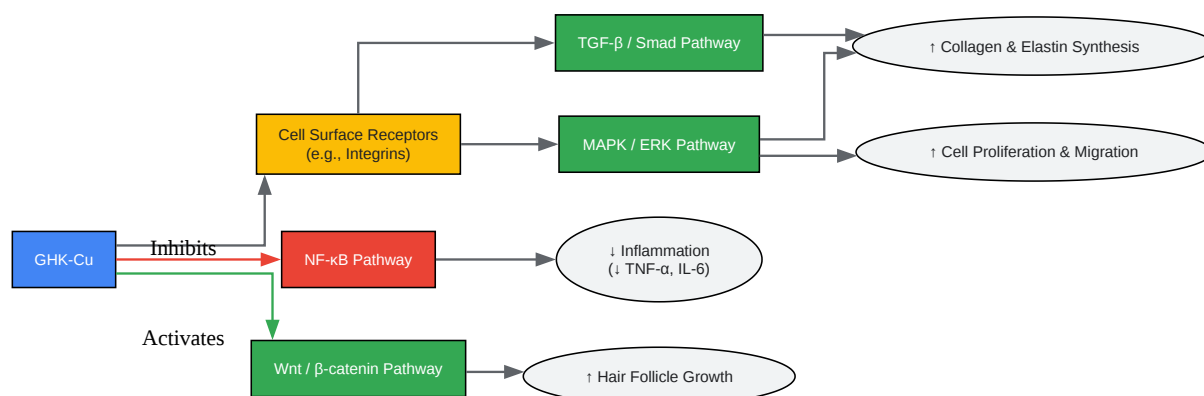 TGF-β / Smad Pathway
↑ Collagen & Elastin Synthesis
Cell Surface Receptors
(e.g., Integrins)
MAPK / ERK Pathway
↑ Cell Proliferation & Migration
GHK-Cu
Inhibits
NF-κB Pathway
↓ Inflammation
(↓ TNF-α, IL-6)
Activates
Wnt / β-catenin Pathway
↑ Hair Follicle Growth